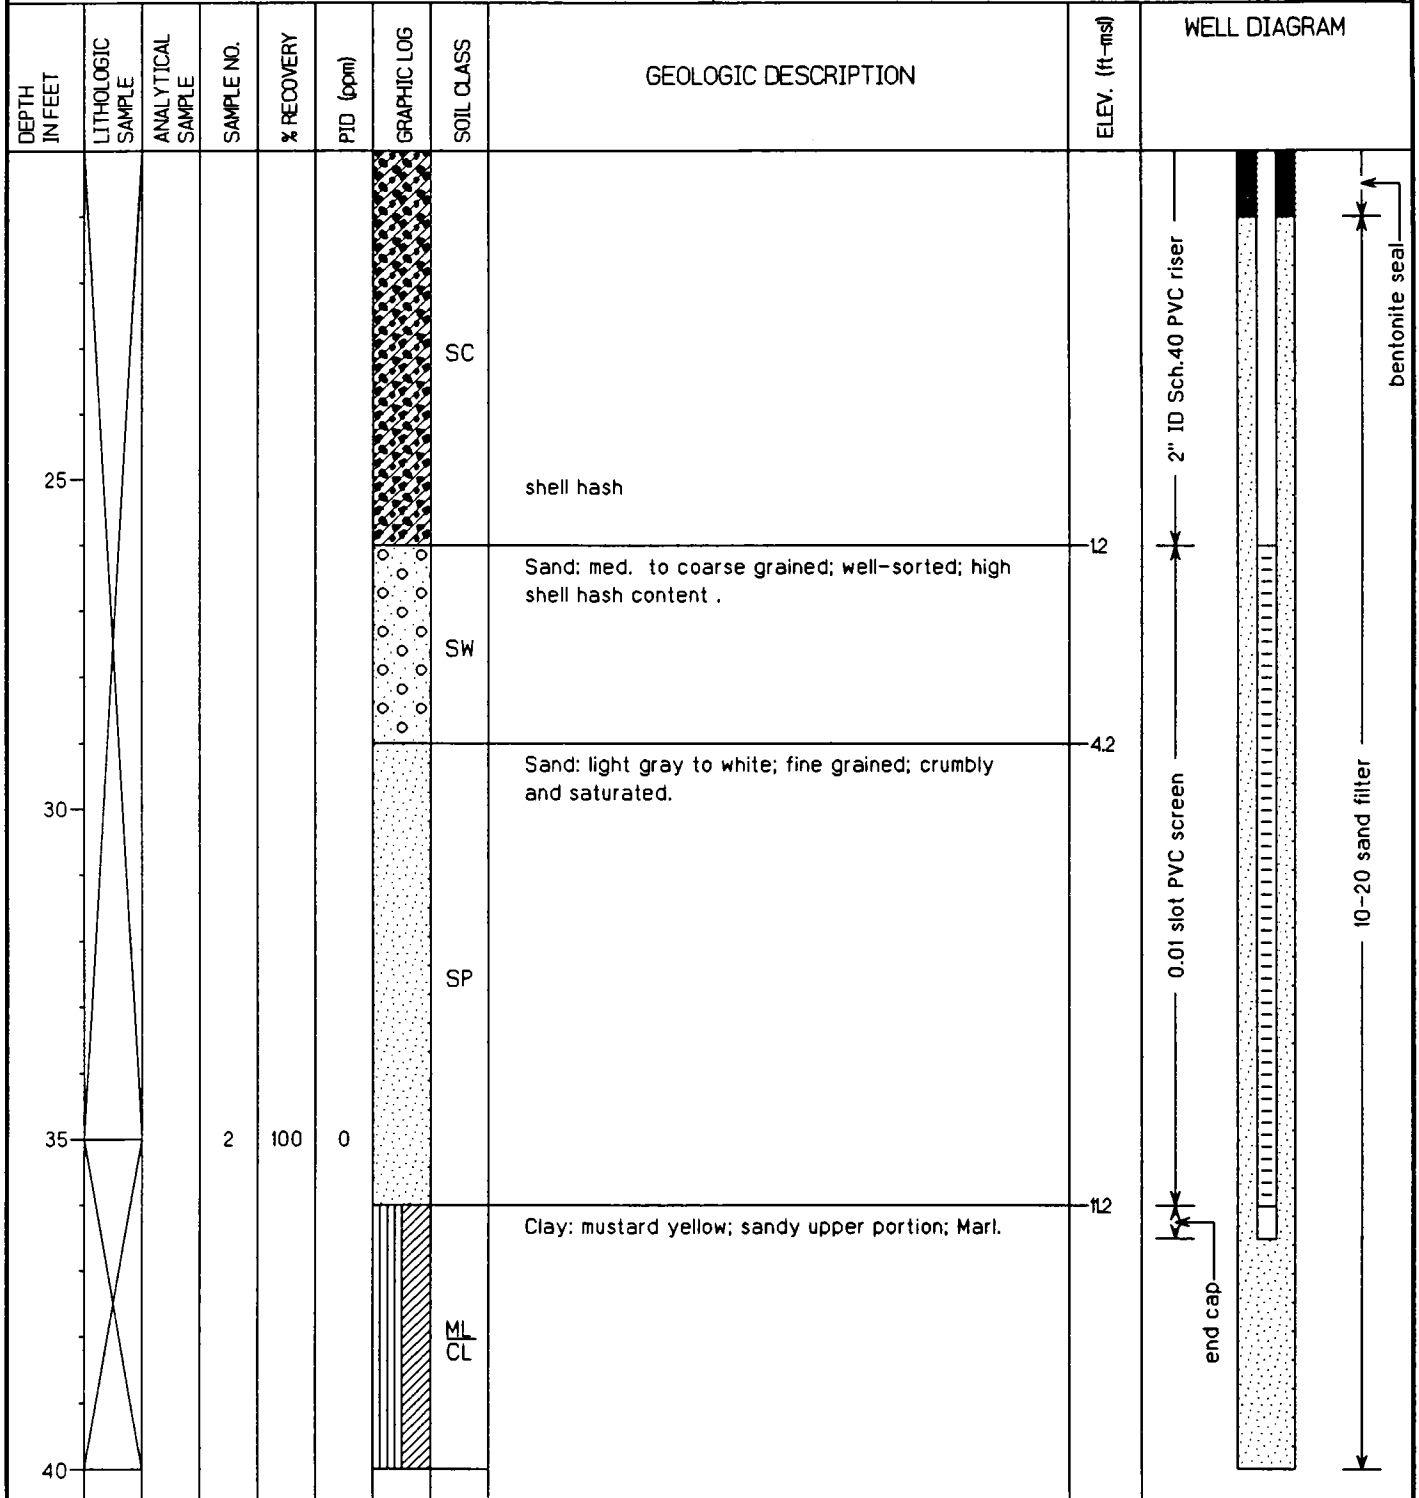 DEPTH
IN FEET
LITHOLOGIC
SAMPLE
ANALYTICAL
SAMPLE
SAMPLE NO.
% RECOVERY
PID (ppm)
GRAPHIC LOG
SOIL CLASS
GEOLOGIC DESCRIPTION
ELEV. (ft-msl)
WELL DIAGRAM
2" ID Sch.40 PVC riser
bentonite seal
SC
25
shell hash
1.2
Sand: med. to coarse grained; well-sorted; high
shell hash content .
SW
4.2
Sand: light gray to white; fine grained; crumbly
and saturated.
30
0.01 slot PVC screen
10-20 sand filter
SP
35
2
100
0
11.2
Clay: mustard yellow; sandy upper portion; Marl.
end cap
ML
CL
40